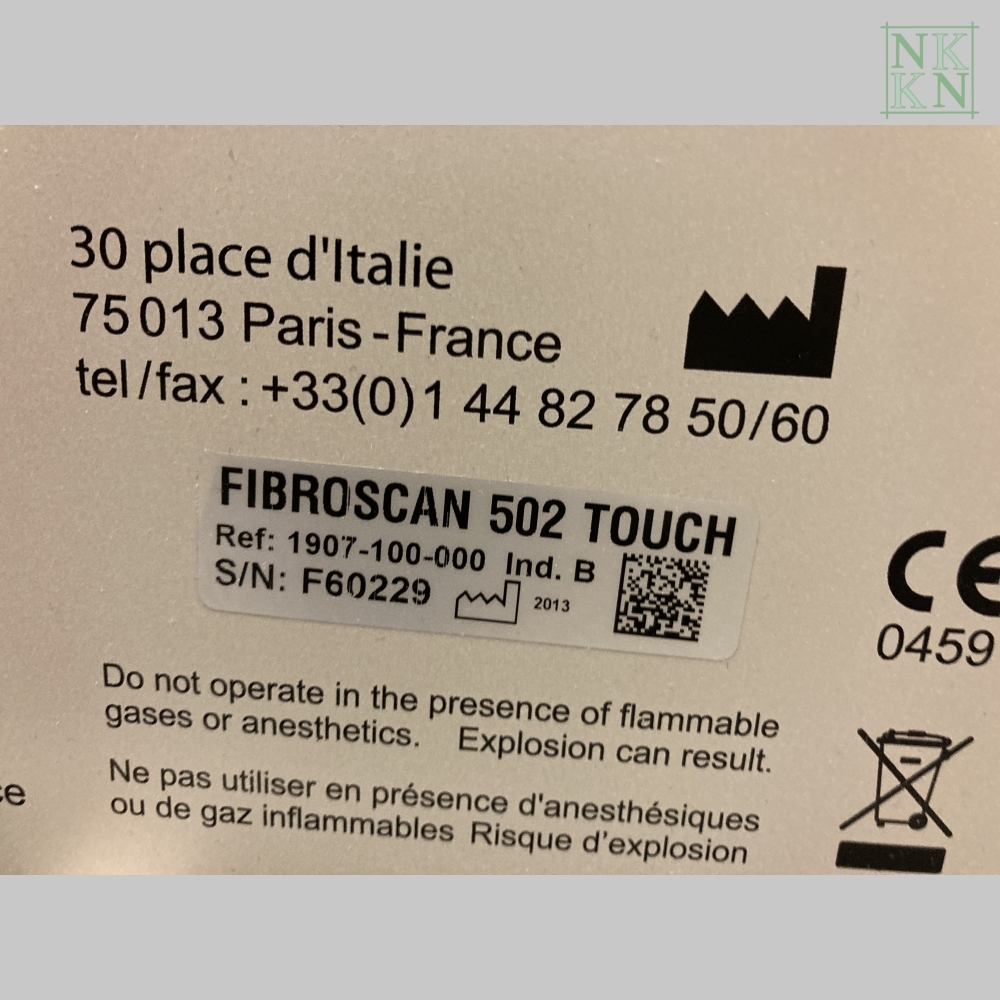 NK
KN
30 place d'Italie
75013 Paris-France
tel/fax : +33(0)1 44 82 78 50/60
FIBROSCAN 502 TOUCH
Ref: 1907-100-000 Ind. B
S/N: F60229 2013
CE
0459
Do not operate in the presence of flammable
gases or anesthetics. Explosion can result.
Ne pas utiliser en présence d'anesthésiques
ou de gaz inflammables Risque d'explosion